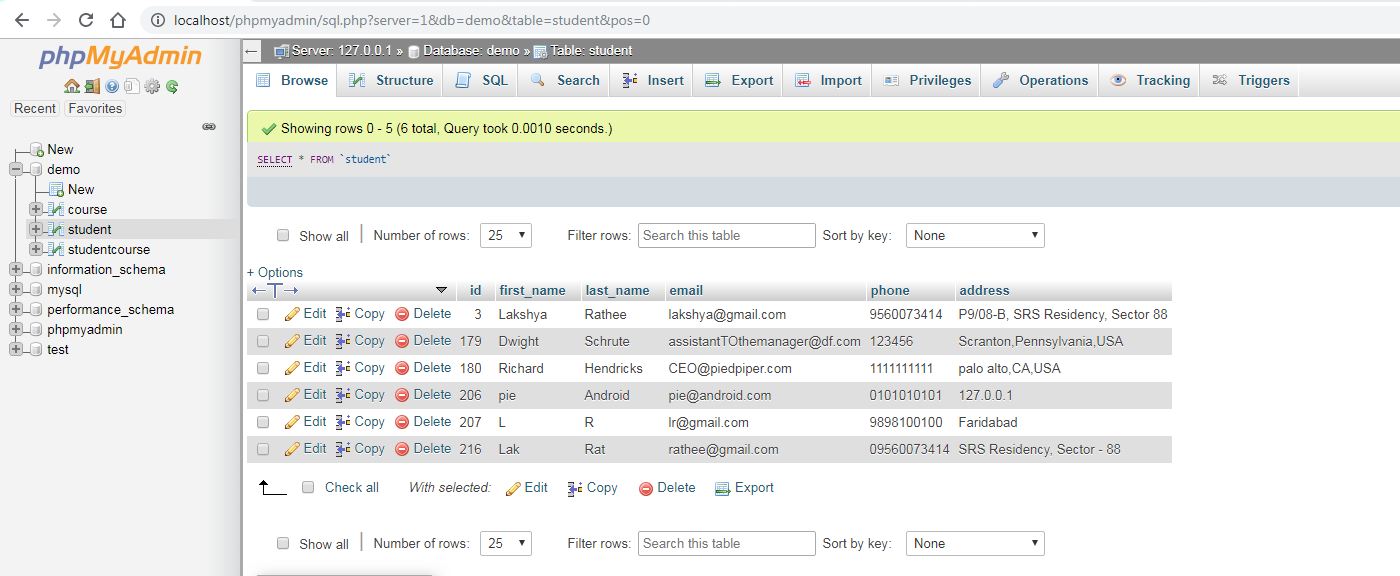 localhost/phpmyadmin/sql.php?server=1&db=demo&table=student&pos=0
phpMyAdmin
Recent Favorites
New
demo
New
course
student
studentcourse
information_schema
mysql
performance_schema
phpmyadmin
test
Server: 127.0.0.1 » Database: demo » Table: student
Browse Structure SQL Search Insert Export Import Privileges Operations Tracking Triggers
Showing rows 0 - 5 (6 total, Query took 0.0010 seconds.)
SELECT * FROM `student`
Show all Number of rows: 25 Filter rows: Search this table Sort by key: None
+ Options
id first_name last_name email phone address
Edit Copy Delete 3 Lakshya Rathee lakshya@gmail.com 9560073414 P9/08-B, SRS Residency, Sector 88
Edit Copy Delete 179 Dwight Schrute assistantTOthemanager@df.com 123456 Scranton,Pennsylvania,USA
Edit Copy Delete 180 Richard Hendricks CEO@piedpiper.com 1111111111 palo alto,CA,USA
Edit Copy Delete 206 pie Android pie@android.com 0101010101 127.0.0.1
Edit Copy Delete 207 L R lr@gmail.com 9898100100 Faridabad
Edit Copy Delete 216 Lak Rat rathee@gmail.com 09560073414 SRS Residency, Sector - 88
Check all With selected: Edit Copy Delete Export
Show all Number of rows: 25 Filter rows: Search this table Sort by key: None